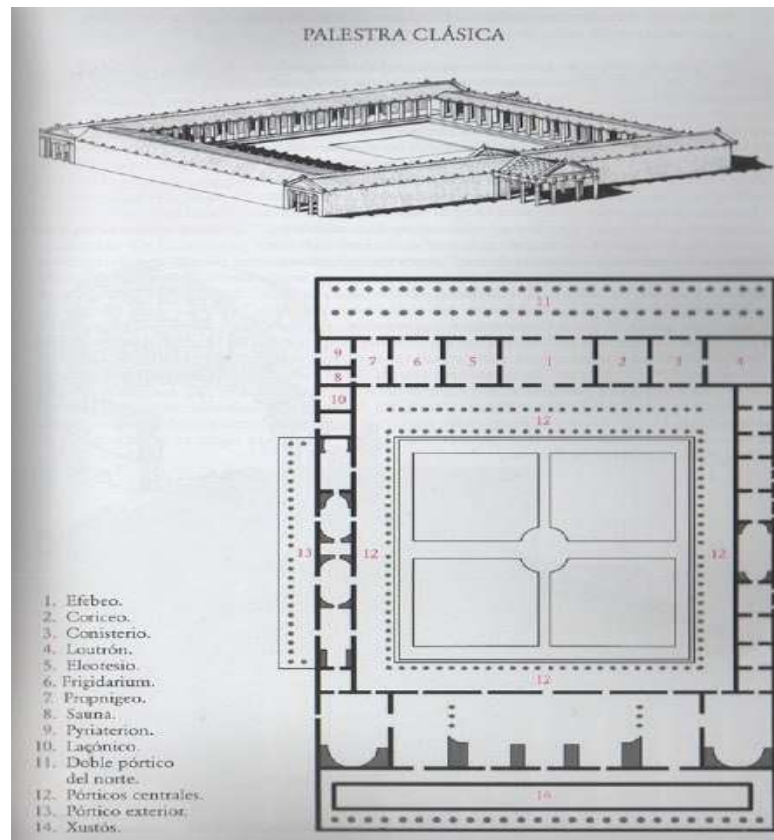 PALESTRA CLÁSICA
11
9
7
6
5
1
2
3
4
8
10
12
13
12
12
12
14
1. Efebeo.
2. Coriceo.
3. Conisterio.
4. Loutrón.
5. Eleotesio.
6. Frigidarium.
7. Propnigeo.
8. Sauna.
9. Pyriaterion.
10. Lacónico.
11. Doble pórtico
del norte.
12. Pórticos centrales.
13. Pórtico exterior.
14. Xustós.